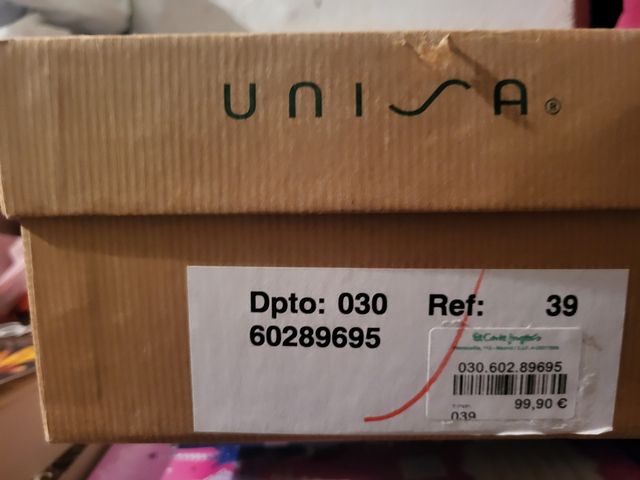 UNISA®
Dpto: 030 Ref: 39
60289695
El Corte Inglés
030.602.89695
99,90 €
039